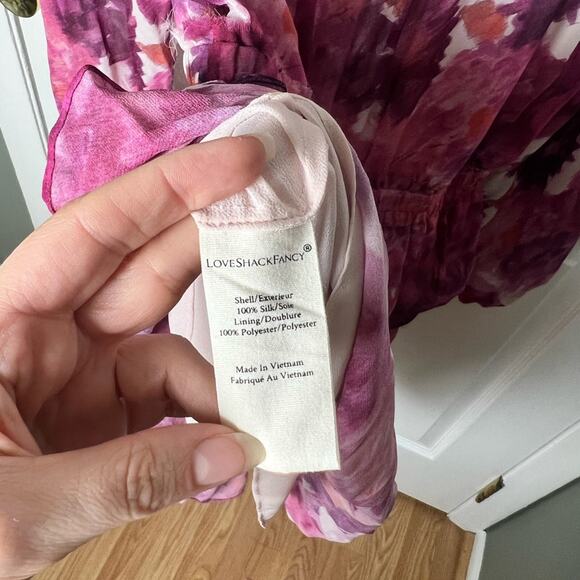 LOVESHACKFANCY®
Shell/Exterieur
100% Silk/Soie
Lining/Doublure
100% Polyester/Polyester
Made In Vietnam
Fabriqué Au Vietnam